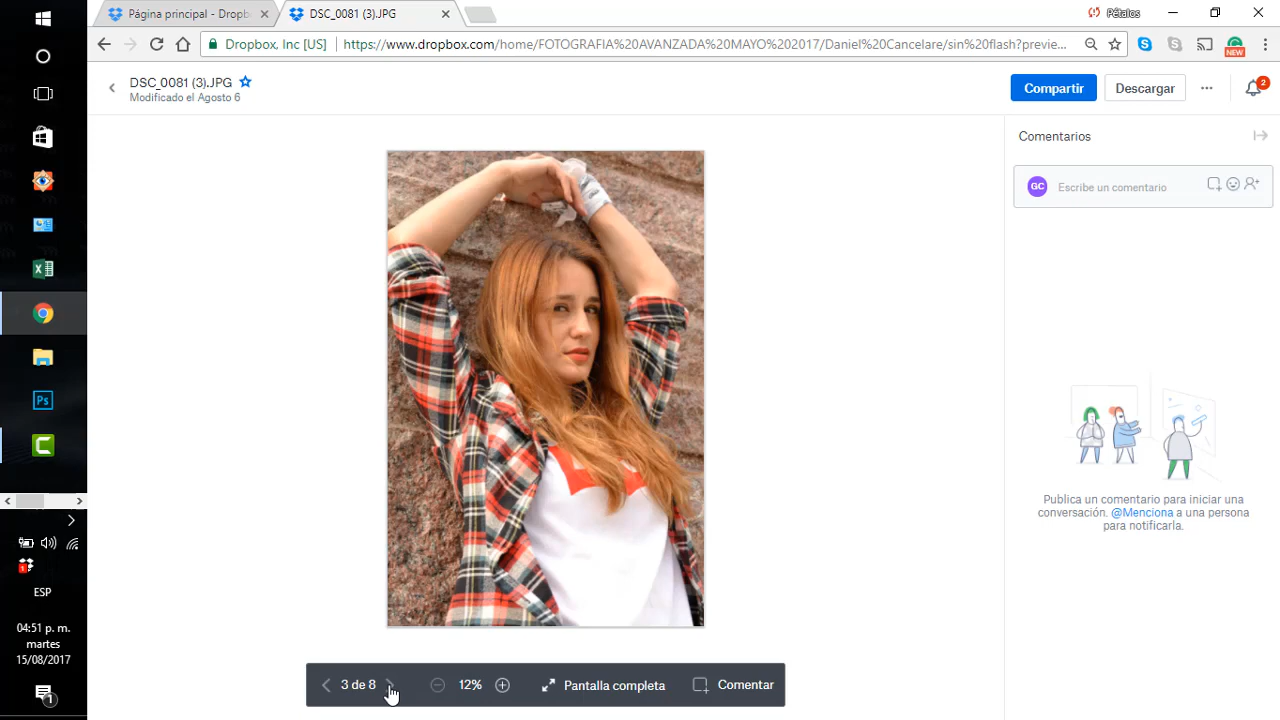 Página principal - Dropb
DSC_0081 (3).JPG
Pétalos
Dropbox, Inc [US]
https://www.dropbox.com/home/FOTOGRAFIA%20AVANZADA%20MAYO%202017/Daniel%20Cancelare/sin%20flash?previe...
NEW
DSC_0081 (3).JPG
Modificado el Agosto 6
Compartir
Descargar
2
Comentarios
GC
Escribe un comentario
Publica un comentario para iniciar una
conversación. @Menciona a una persona
para notificarla.
3 de 8
12%
Pantalla completa
Comentar
Ps
1
ESP
04:51 p. m.
martes
15/08/2017
1